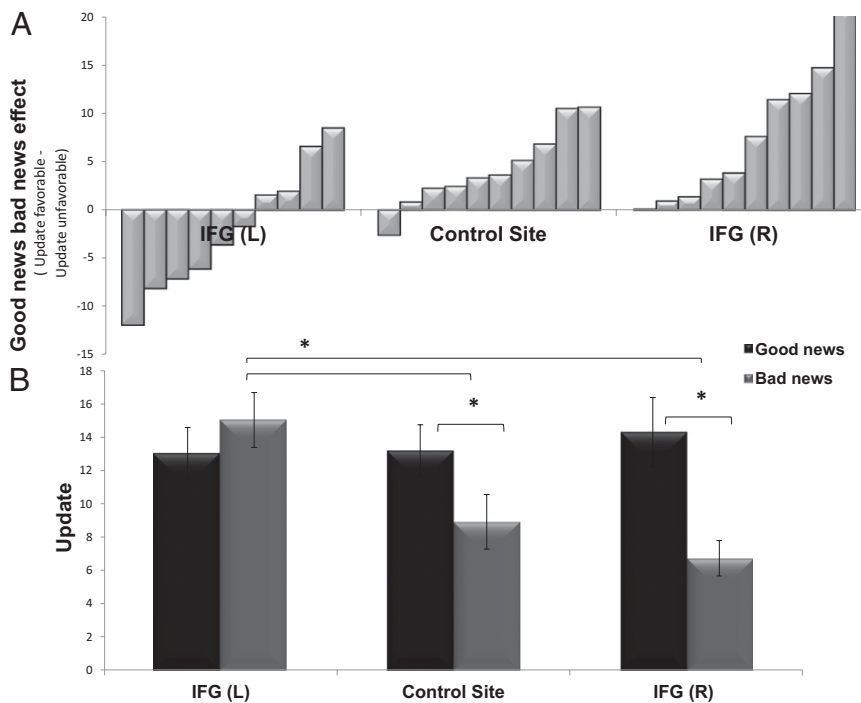 A
Good news bad news effect
( Update favorable -
Update unfavorable)
20
15
10
5
0
-5
-10
-15
IFG (L)
Control Site
IFG (R)
B
*
Good news
Bad news
*
*
Update
18
16
14
12
10
8
6
4
2
0
IFG (L)
Control Site
IFG (R)